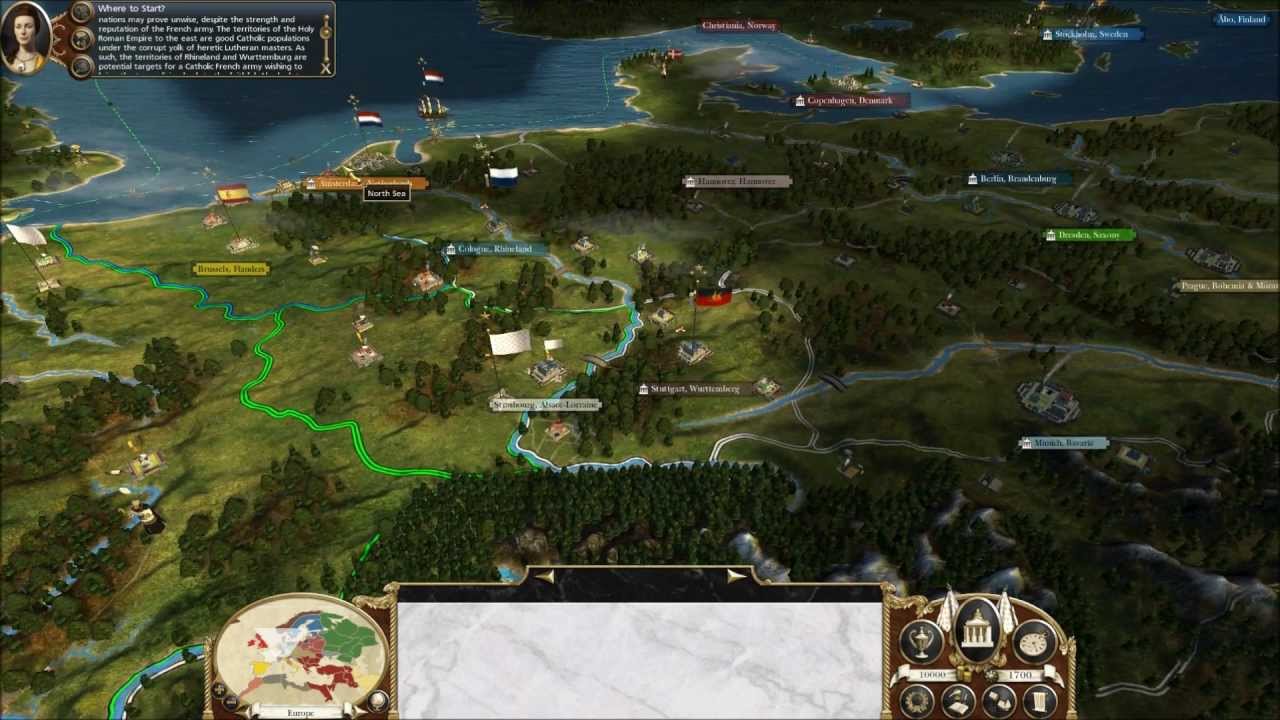 Where to Start?
nations may prove unwise, despite the strength and
reputation of the French army. The territories of the Holy
Roman Empire to the east are good Catholic populations
under the corrupt yolk of heretic Lutheran masters. As
such, the territories of Rhineland and Wurttemburg are
potential targets for a Catholic French army wishing to
Christiania, Norway
Åbo, Finland
Stockholm, Sweden
Copenhagen, Denmark
Amsterdam,
North Sea
Hannover, Hannover
Berlin, Brandenburg
Dresden, Saxony
Cologne, Rhineland
Brussels, Flanders
Prague, Bohemia &
Stuttgart, Wurttemberg
Strasbourg, Alsace-Lorraine
Munich, Bavaria
10000
1700
Europe